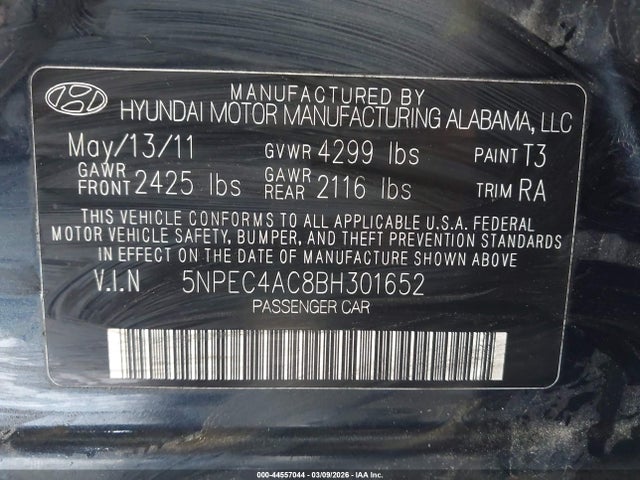 MANUFACTURED BY
HYUNDAI MOTOR MANUFACTURING ALABAMA, LLC
May/13/11 GVWR 4299 lbs PAINT T3
GAWR FRONT 2425 lbs GAWR REAR 2116 lbs TRIM RA
THIS VEHICLE CONFORMS TO ALL APPLICABLE U.S.A. FEDERAL
MOTOR VEHICLE SAFETY, BUMPER, AND THEFT PREVENTION STANDARDS
IN EFFECT ON THE DATE OF MANUFACTURE SHOWN ABOVE.
V.I.N 5NPEC4AC8BH301652
PASSENGER CAR
000-44557044 | 03/09/2026 - IAA Inc.